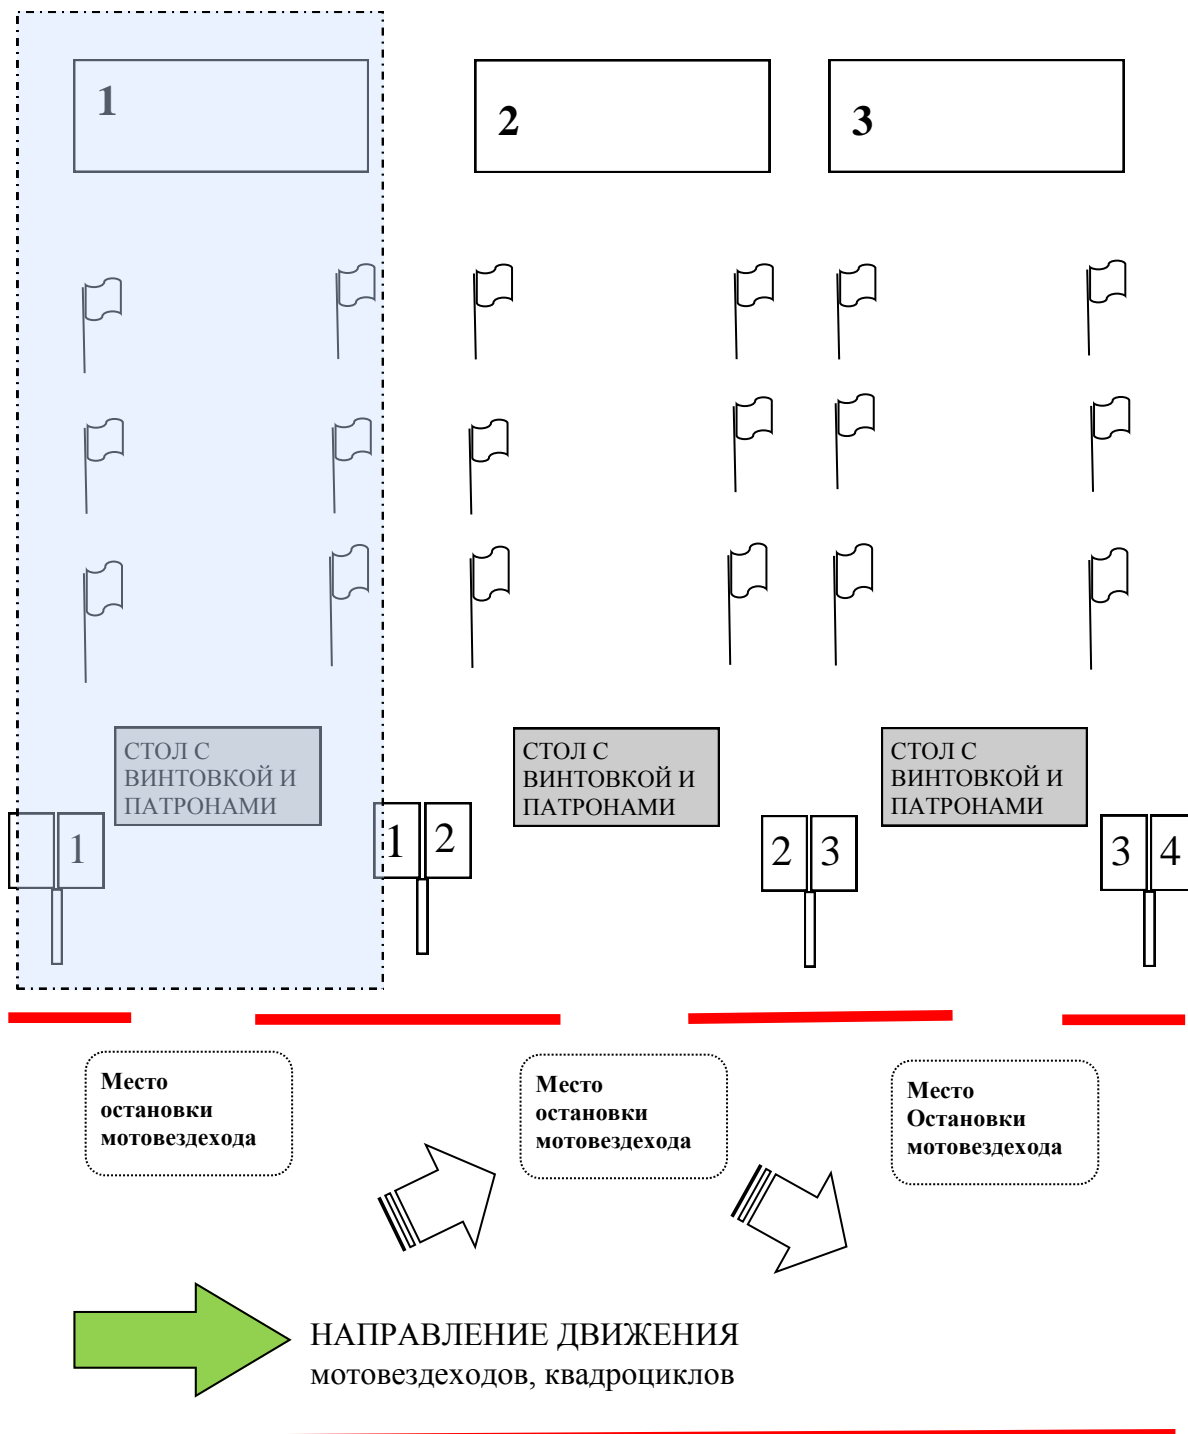 1
2
3
СТОЛ С
ВИНТОВКОЙ И
ПАТРОНАМИ
СТОЛ С
ВИНТОВКОЙ И
ПАТРОНАМИ
СТОЛ С
ВИНТОВКОЙ И
ПАТРОНАМИ
1
1 2
2 3
3 4
Место
остановки
мотовездехода
Место
остановки
мотовездехода
Место
Остановки
мотовездехода
НАПРАВЛЕНИЕ ДВИЖЕНИЯ
мотовездеходов, квадроциклов